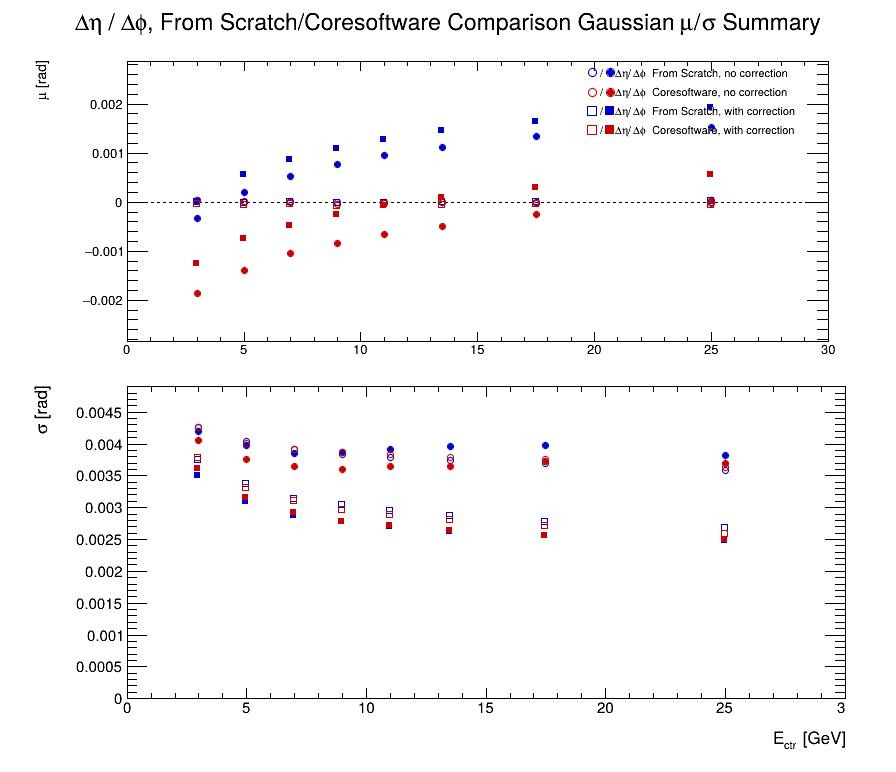 Δη / Δφ, From Scratch/Coresoftware Comparison Gaussian μ/σ Summary
μ [rad]
Δη/ Δφ From Scratch, no correction
Δη/ Δφ Coresoftware, no correction
Δη/ Δφ From Scratch, with correction
Δη/ Δφ Coresoftware, with correction
0.002
0.001
0
−0.001
−0.002
0 5 10 15 20 25 30
σ [rad]
0.0045
0.004
0.0035
0.003
0.0025
0.002
0.0015
0.001
0.0005
0
0 5 10 15 20 25 3
E_ctr [GeV]